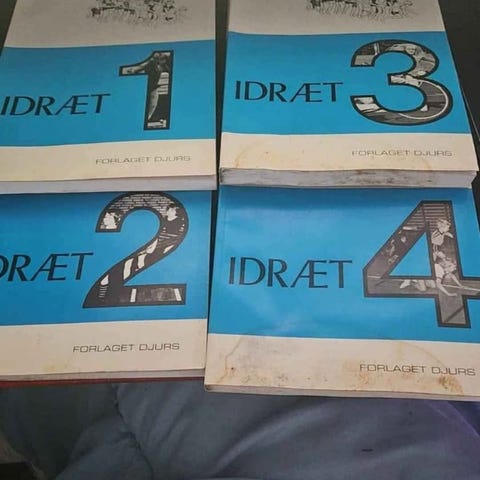 IDRÆT 1
FORLAGET DJURS
IDRÆT 3
FORLAGET DJURS
DRÆT 2
FORLAGET DJURS
IDRÆT 4
FORLAGET DJURS